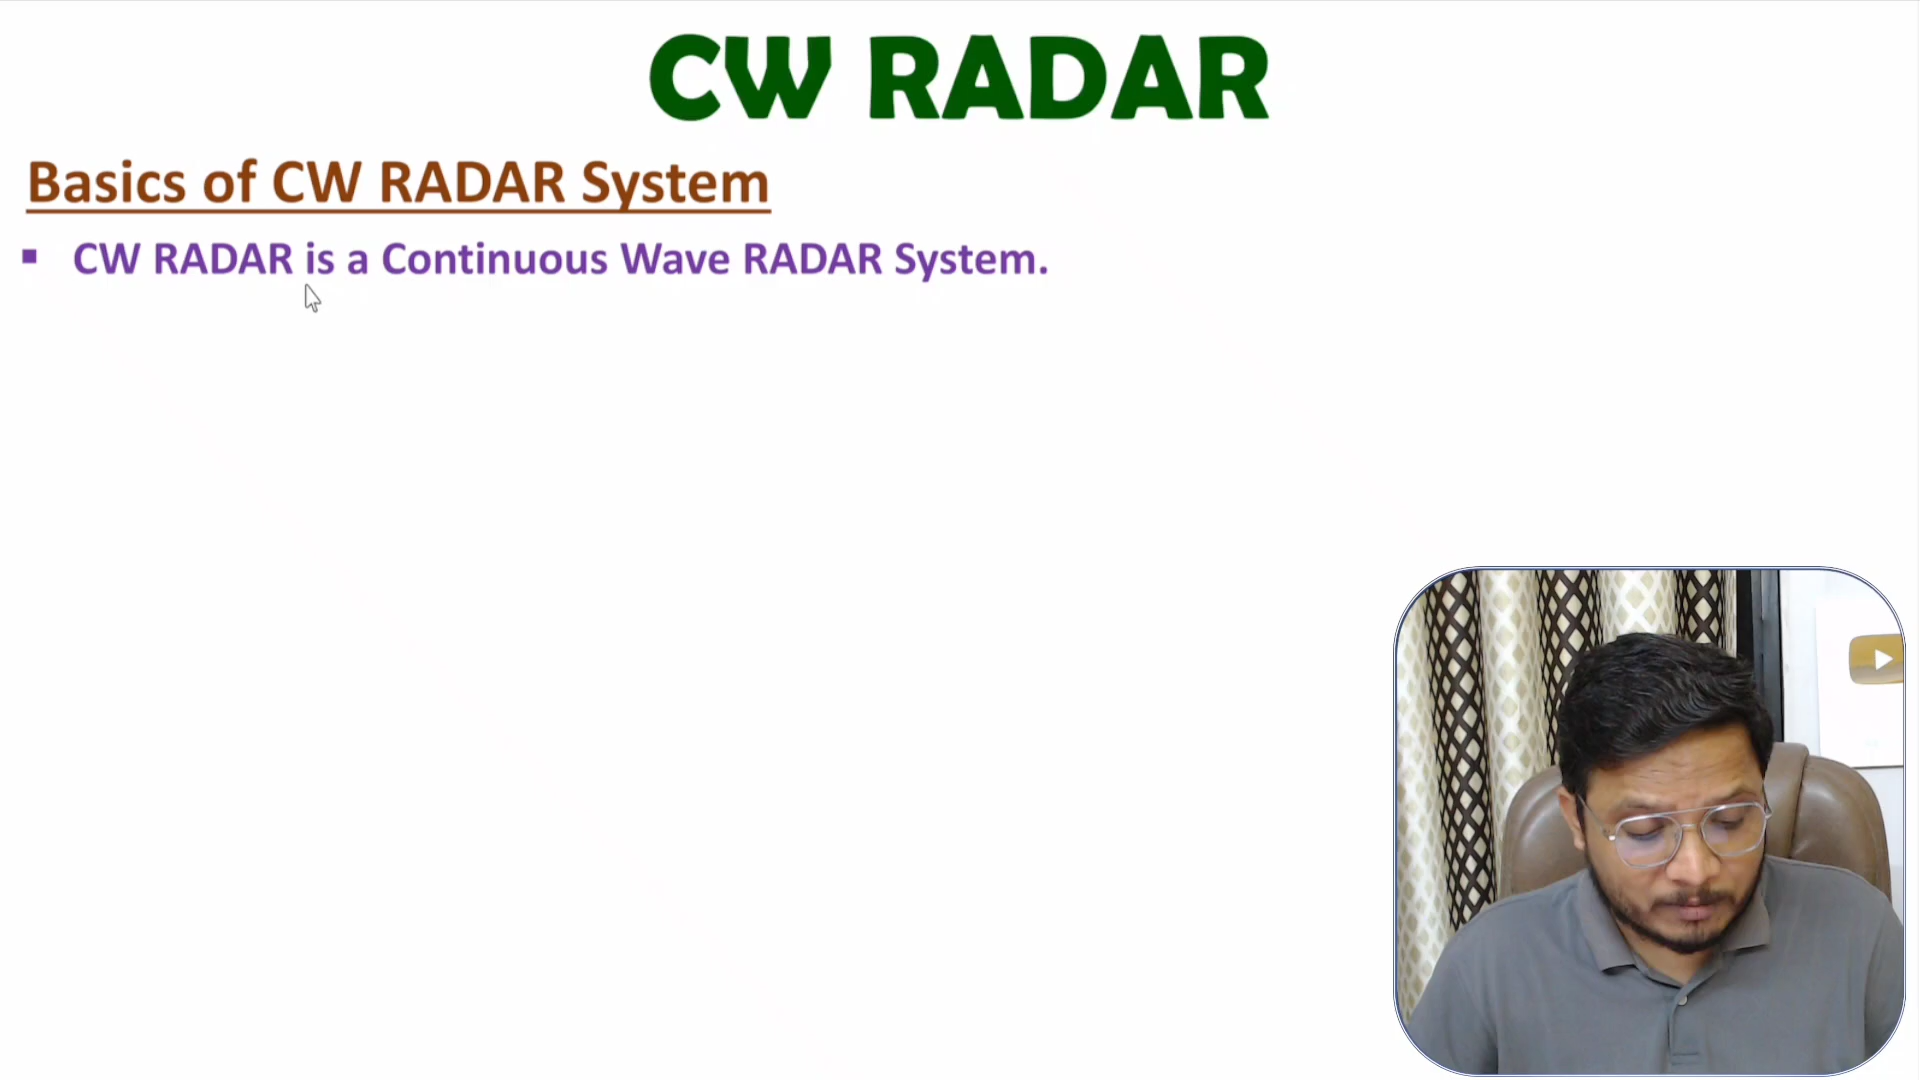 CW RADAR
Basics of CW RADAR System
▪ CW RADAR is a Continuous Wave RADAR System.